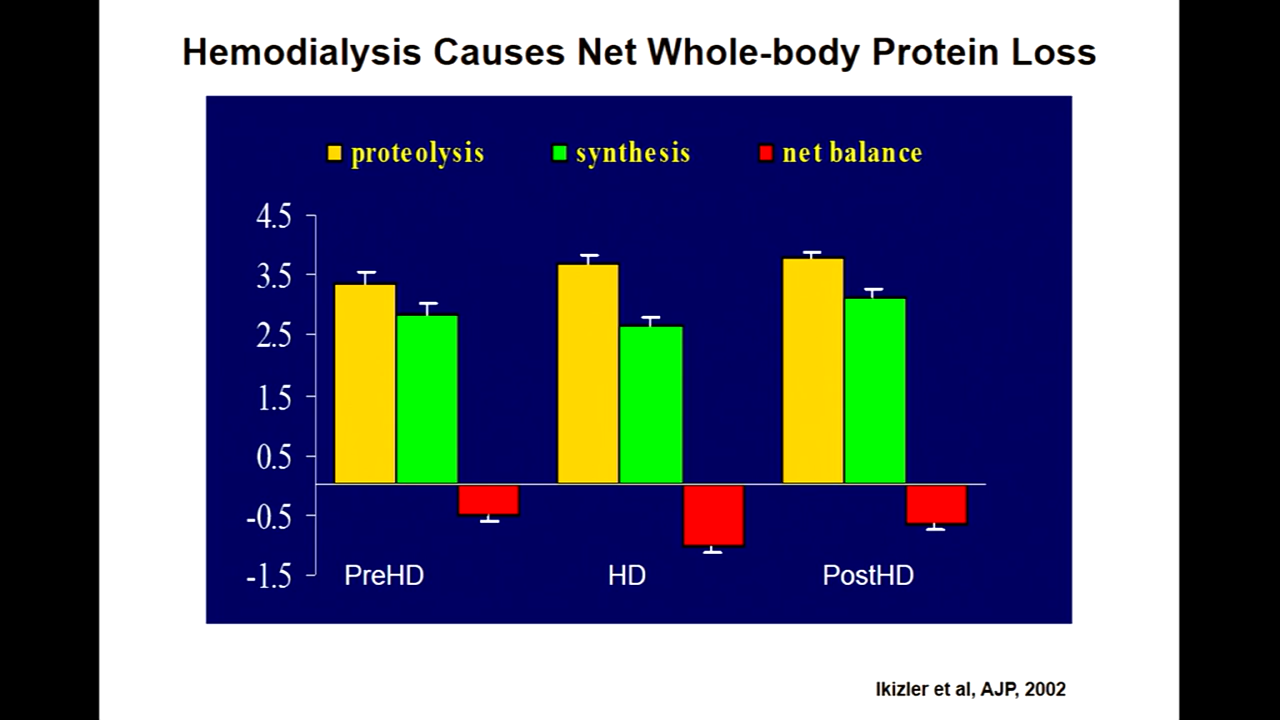 Hemodialysis Causes Net Whole-body Protein Loss
proteolysis synthesis net balance
4.5
3.5
2.5
1.5
0.5
-0.5
-1.5
PreHD HD PostHD
Ikizler et al, AJP, 2002